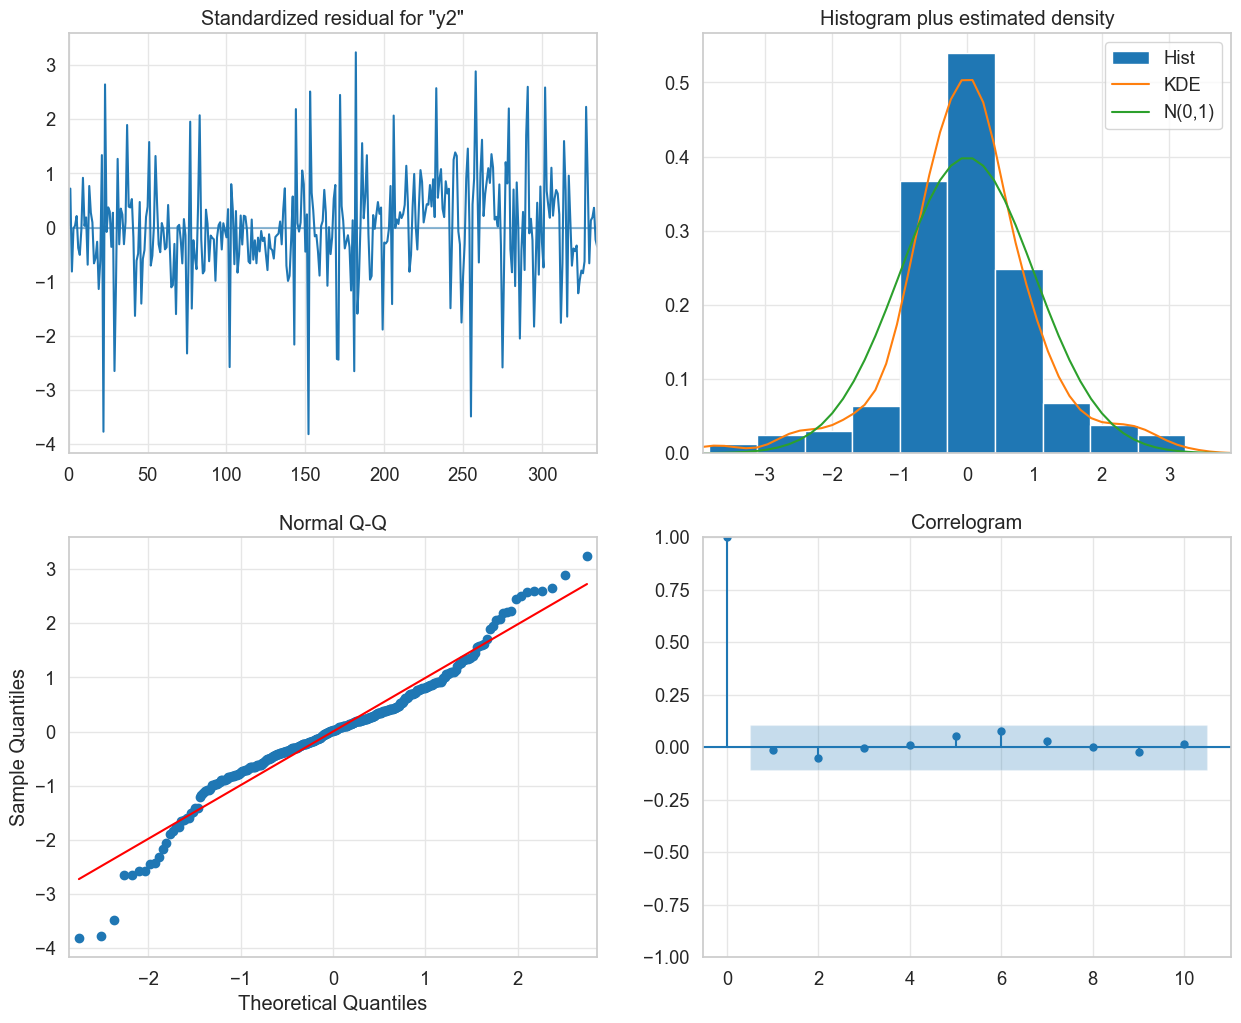 Standardized residual for "y2"
3
2
1
0
−1
−2
−3
−4
0 50 100 150 200 250 300
Histogram plus estimated density
Hist
KDE
N(0,1)
0.5
0.4
0.3
0.2
0.1
0.0
−3 −2 −1 0 1 2 3
Normal Q-Q
Sample Quantiles
3
2
1
0
−1
−2
−3
−4
−2 −1 0 1 2
Theoretical Quantiles
Correlogram
1.00
0.75
0.50
0.25
0.00
−0.25
−0.50
−0.75
−1.00
0 2 4 6 8 10